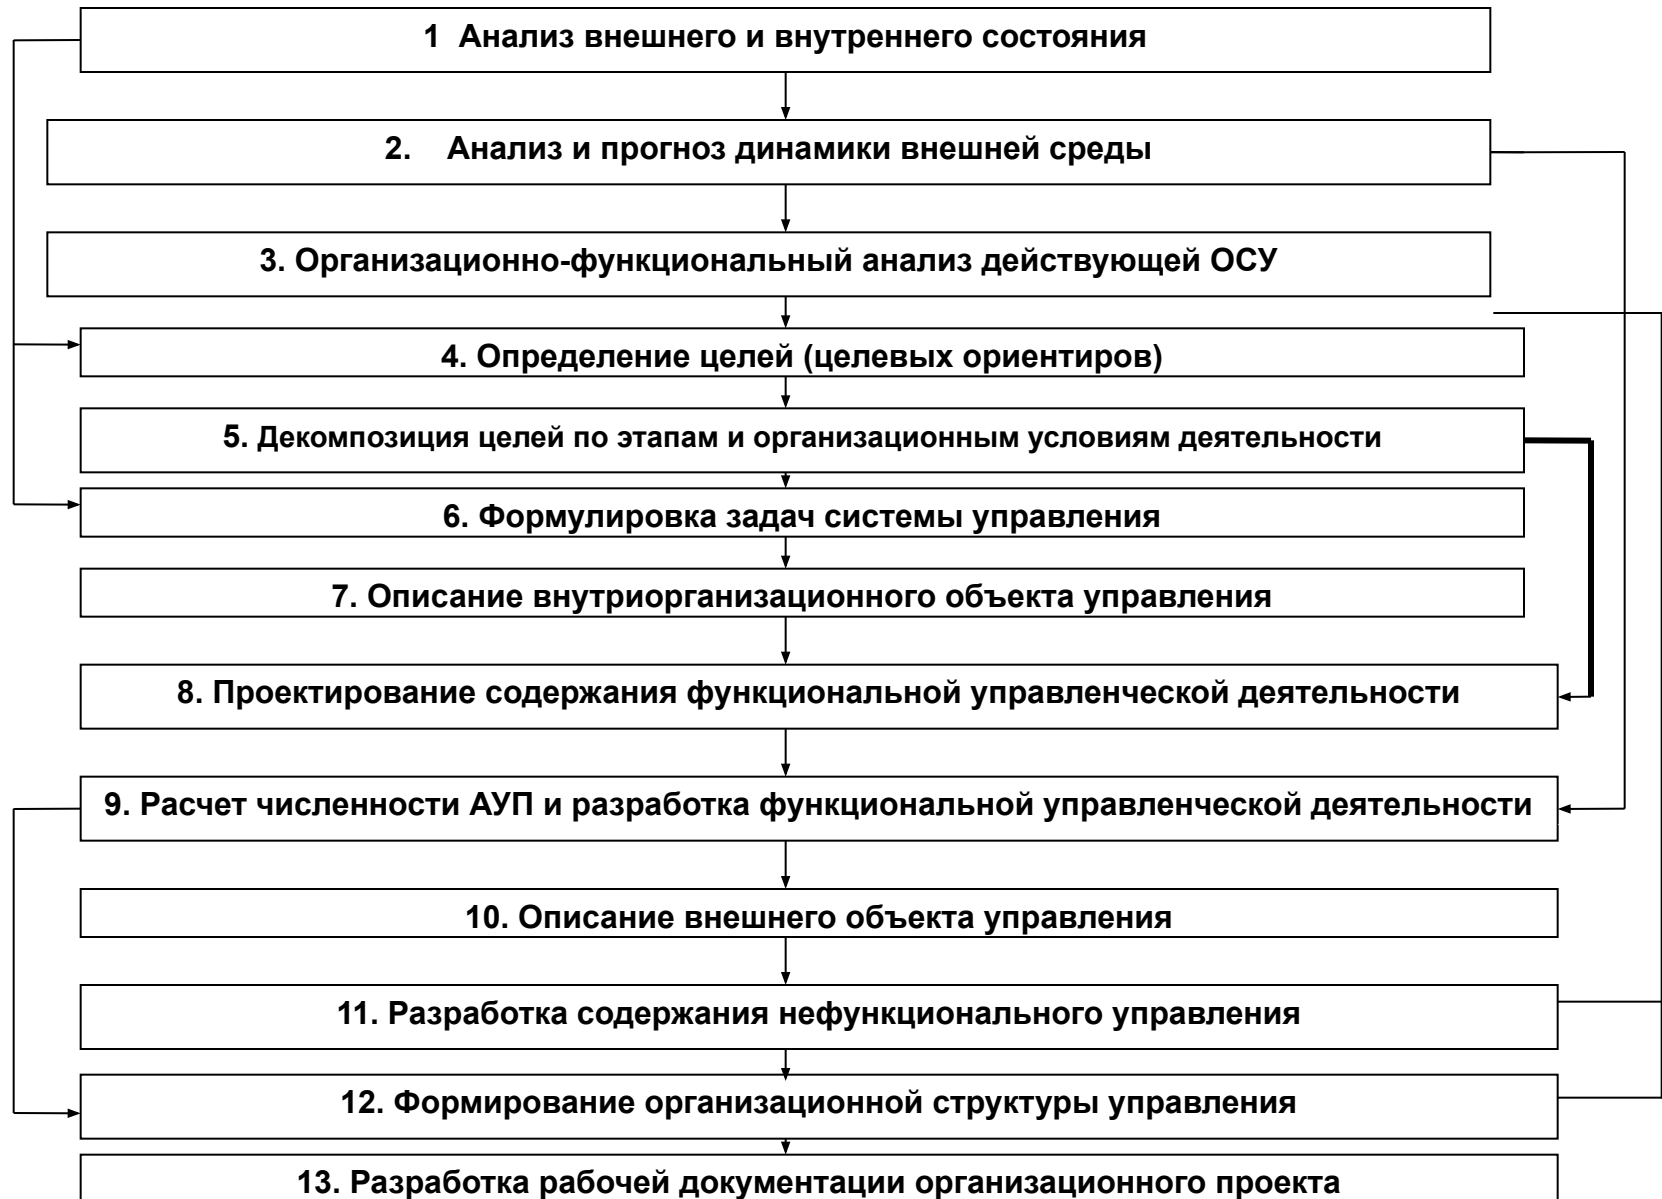 1 Анализ внешнего и внутреннего состояния
2. Анализ и прогноз динамики внешней среды
3. Организационно-функциональный анализ действующей ОСУ
4. Определение целей (целевых ориентиров)
5. Декомпозиция целей по этапам и организационным условиям деятельности
6. Формулировка задач системы управления
7. Описание внутриорганизационного объекта управления
8. Проектирование содержания функциональной управленческой деятельности
9. Расчет численности АУП и разработка функциональной управленческой деятельности
10. Описание внешнего объекта управления
11. Разработка содержания нефункционального управления
12. Формирование организационной структуры управления
13. Разработка рабочей документации организационного проекта